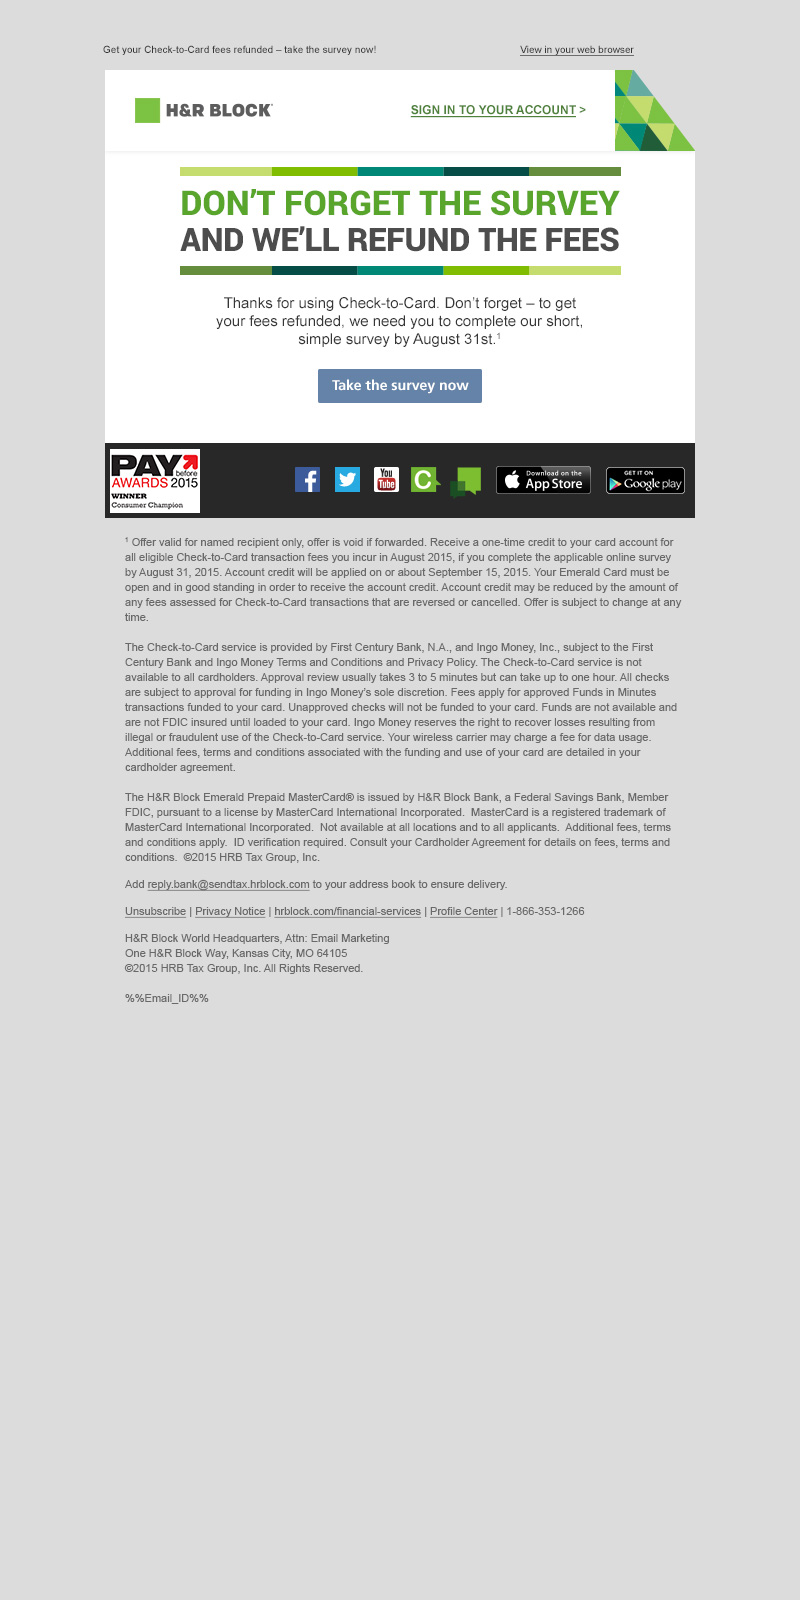 Get your Check-to-Card fees refunded – take the survey now!
View in your web browser
H&R BLOCK
SIGN IN TO YOUR ACCOUNT >
DON'T FORGET THE SURVEY
AND WE'LL REFUND THE FEES
Thanks for using Check-to-Card. Don't forget – to get
your fees refunded, we need you to complete our short,
simple survey by August 31st.¹
Take the survey now
PAY before
AWARDS 2015
WINNER
Consumer Champion
f
You
Tube
C
Download on the
App Store
GET IT ON
Google play
¹ Offer valid for named recipient only, offer is void if forwarded. Receive a one-time credit to your card account for
all eligible Check-to-Card transaction fees you incur in August 2015, if you complete the applicable online survey
by August 31, 2015. Account credit will be applied on or about September 15, 2015. Your Emerald Card must be
open and in good standing in order to receive the account credit. Account credit may be reduced by the amount of
any fees assessed for Check-to-Card transactions that are reversed or cancelled. Offer is subject to change at any
time.
The Check-to-Card service is provided by First Century Bank, N.A., and Ingo Money, Inc., subject to the First
Century Bank and Ingo Money Terms and Conditions and Privacy Policy. The Check-to-Card service is not
available to all cardholders. Approval review usually takes 3 to 5 minutes but can take up to one hour. All checks
are subject to approval for funding in Ingo Money's sole discretion. Fees apply for approved Funds in Minutes
transactions funded to your card. Unapproved checks will not be funded to your card. Funds are not available and
are not FDIC insured until loaded to your card. Ingo Money reserves the right to recover losses resulting from
illegal or fraudulent use of the Check-to-Card service. Your wireless carrier may charge a fee for data usage.
Additional fees, terms and conditions associated with the funding and use of your card are detailed in your
cardholder agreement.
The H&R Block Emerald Prepaid MasterCard® is issued by H&R Block Bank, a Federal Savings Bank, Member
FDIC, pursuant to a license by MasterCard International Incorporated.  MasterCard is a registered trademark of
MasterCard International Incorporated.  Not available at all locations and to all applicants.  Additional fees, terms
and conditions apply.  ID verification required. Consult your Cardholder Agreement for details on fees, terms and
conditions.  ©2015 HRB Tax Group, Inc.
Add reply.bank@sendtax.hrblock.com to your address book to ensure delivery.
Unsubscribe | Privacy Notice | hrblock.com/financial-services | Profile Center | 1-866-353-1266
H&R Block World Headquarters, Attn: Email Marketing
One H&R Block Way, Kansas City, MO 64105
©2015 HRB Tax Group, Inc. All Rights Reserved.
%%Email_ID%%